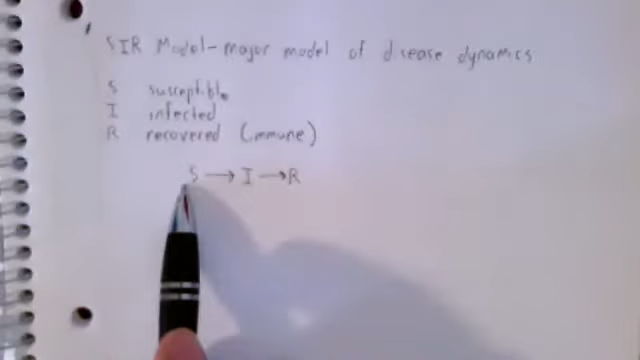 SIR Model - major model of disease dynamics
S susceptible
I infected
R recovered (immune)
S → I → R